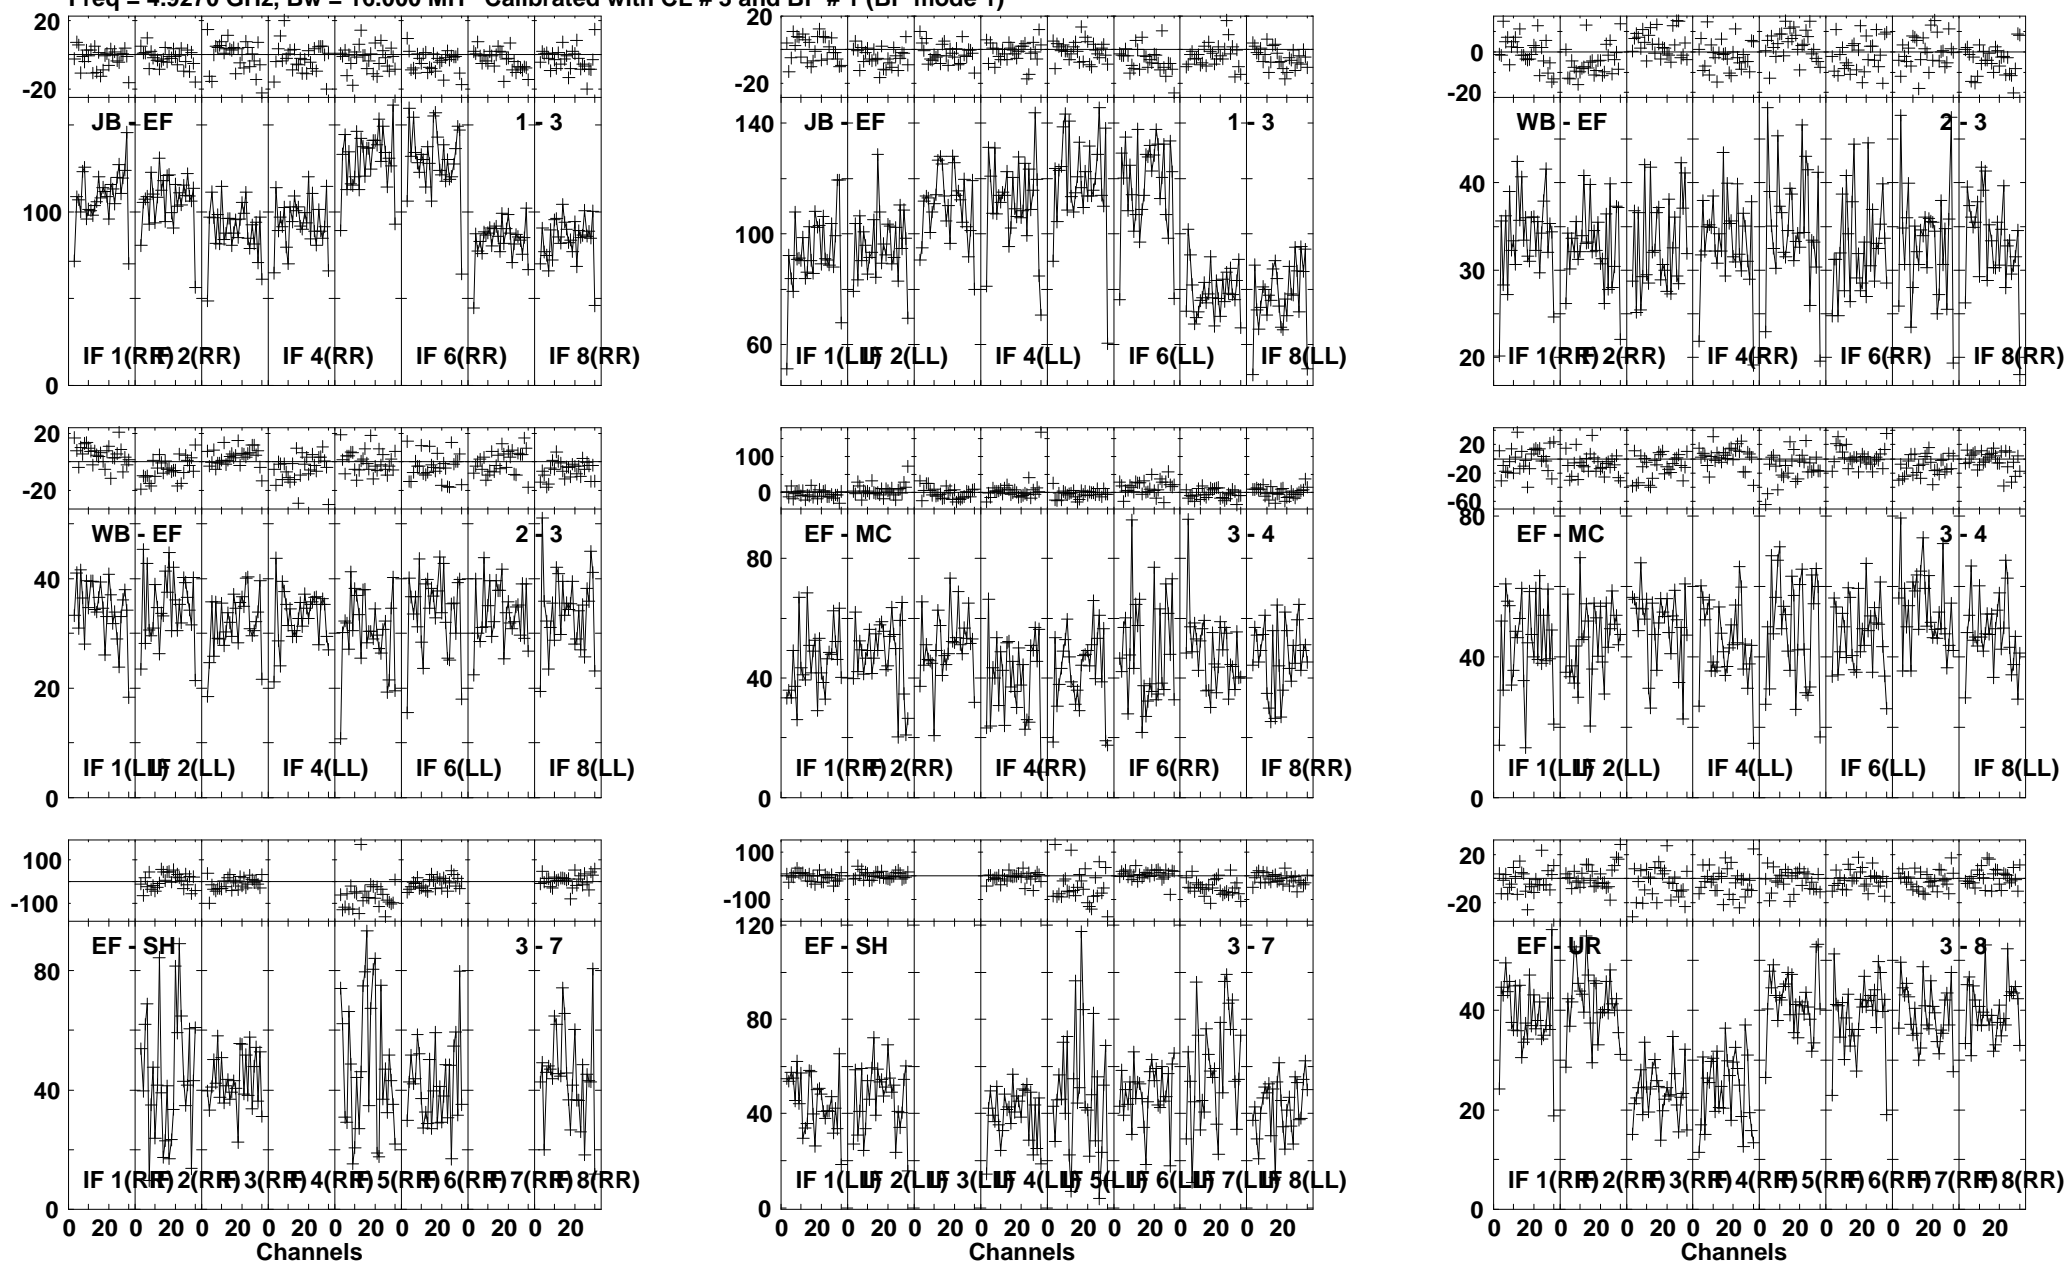 Freq = 4.9270 GHz, Bw = 16.000 MH Calibrated with CL # 3 and BP # 1 (BP mode 1)
20
-20
JB - EF 1 - 3
100
0
IF 1(RR) IF 2(RR) IF 4(RR) IF 6(RR) IF 8(RR)
20
0
-20
JB - EF 1 - 3
140
100
60
IF 1(LL) IF 2(LL) IF 4(LL) IF 6(LL) IF 8(LL)
0
-20
WB - EF 2 - 3
40
30
20
IF 1(RR) IF 2(RR) IF 4(RR) IF 6(RR) IF 8(RR)
20
-20
WB - EF 2 - 3
40
20
0
IF 1(LL) IF 2(LL) IF 4(LL) IF 6(LL) IF 8(LL)
100
0
EF - MC 3 - 4
80
40
0
IF 1(RR) IF 2(RR) IF 4(RR) IF 6(RR) IF 8(RR)
20
-20
-60
80
EF - MC 3 - 4
40
0
IF 1(LL) IF 2(LL) IF 4(LL) IF 6(LL) IF 8(LL)
100
-100
EF - SH 3 - 7
80
40
0
IF 1(RR) IF 2(RR) IF 3(RR) IF 4(RR) IF 5(RR) IF 6(RR) IF 7(RR) IF 8(RR)
0 20 0 20 0 20 0 20 0 20 0 20 0 20 0 20
Channels
100
-100
120
EF - SH 3 - 7
80
40
0
IF 1(LL) IF 2(LL) IF 3(LL) IF 4(LL) IF 5(LL) IF 6(LL) IF 7(LL) IF 8(LL)
0 20 0 20 0 20 0 20 0 20 0 20 0 20 0 20
Channels
20
-20
EF - UR 3 - 8
40
20
0
IF 1(RR) IF 2(RR) IF 3(RR) IF 4(RR) IF 5(RR) IF 6(RR) IF 7(RR) IF 8(RR)
0 20 0 20 0 20 0 20 0 20 0 20 0 20 0 20
Channels